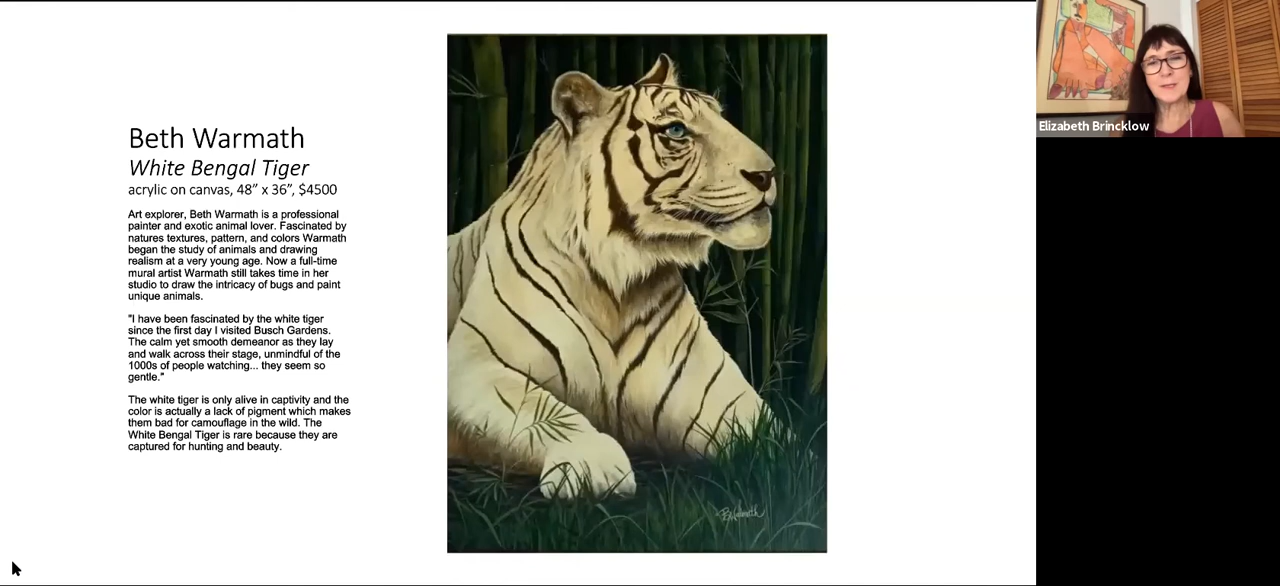 Beth Warmath
White Bengal Tiger
acrylic on canvas, 48” x 36”, $4500
Art explorer, Beth Warmath is a professional
painter and exotic animal lover. Fascinated by
natures textures, pattern, and colors Warmath
began the study of animals and drawing
realism at a very young age. Now a full-time
mural artist Warmath still takes time in her
studio to draw the intricacy of bugs and paint
unique animals.
"I have been fascinated by the white tiger
since the first day I visited Busch Gardens.
The calm yet smooth demeanor as they lay
and walk across their stage, unmindful of the
1000s of people watching... they seem so
gentle."
The white tiger is only alive in captivity and the
color is actually a lack of pigment which makes
them bad for camouflage in the wild. The
White Bengal Tiger is rare because they are
captured for hunting and beauty.
BWarmath
Elizabeth Brincklow